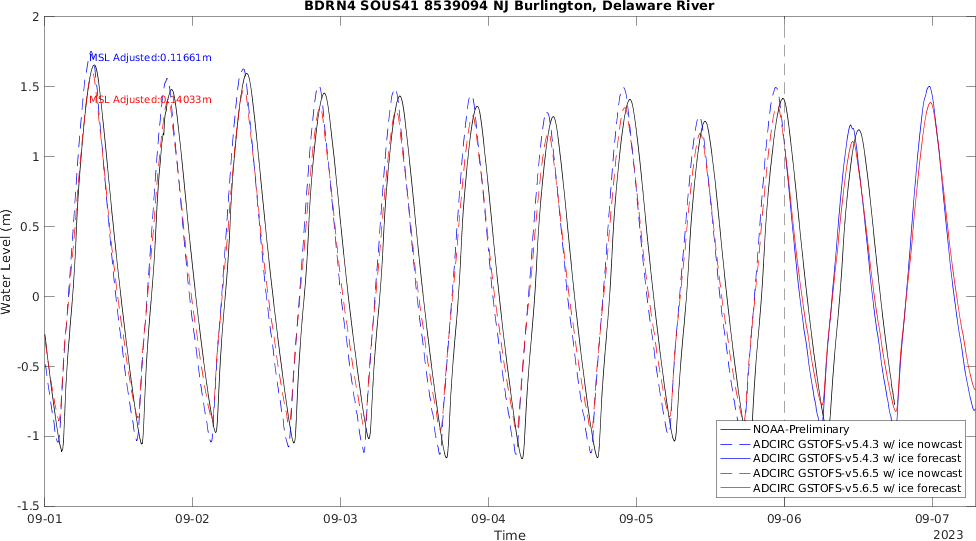 BDRN4 SOUS41 8539094 NJ Burlington, Delaware River
2
1.5
1
0.5
0
-0.5
-1
-1.5
Water Level (m)
MSL Adjusted:0.11661m
MSL Adjusted:0.14033m
NOAA-Preliminary
ADCIRC GSTOFS-v5.4.3 w/ ice nowcast
ADCIRC GSTOFS-v5.4.3 w/ ice forecast
ADCIRC GSTOFS-v5.6.5 w/ ice nowcast
ADCIRC GSTOFS-v5.6.5 w/ ice forecast
09-01 09-02 09-03 09-04 09-05 09-06 09-07
Time
2023